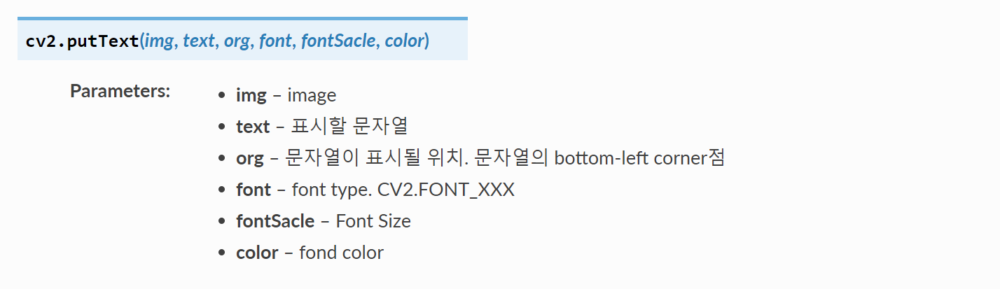 cv2.putText(img, text, org, font, fontSacle, color)
Parameters:
• img – image
• text – 표시할 문자열
• org – 문자열이 표시될 위치. 문자열의 bottom-left corner점
• font – font type. CV2.FONT_XXX
• fontSacle – Font Size
• color – fond color